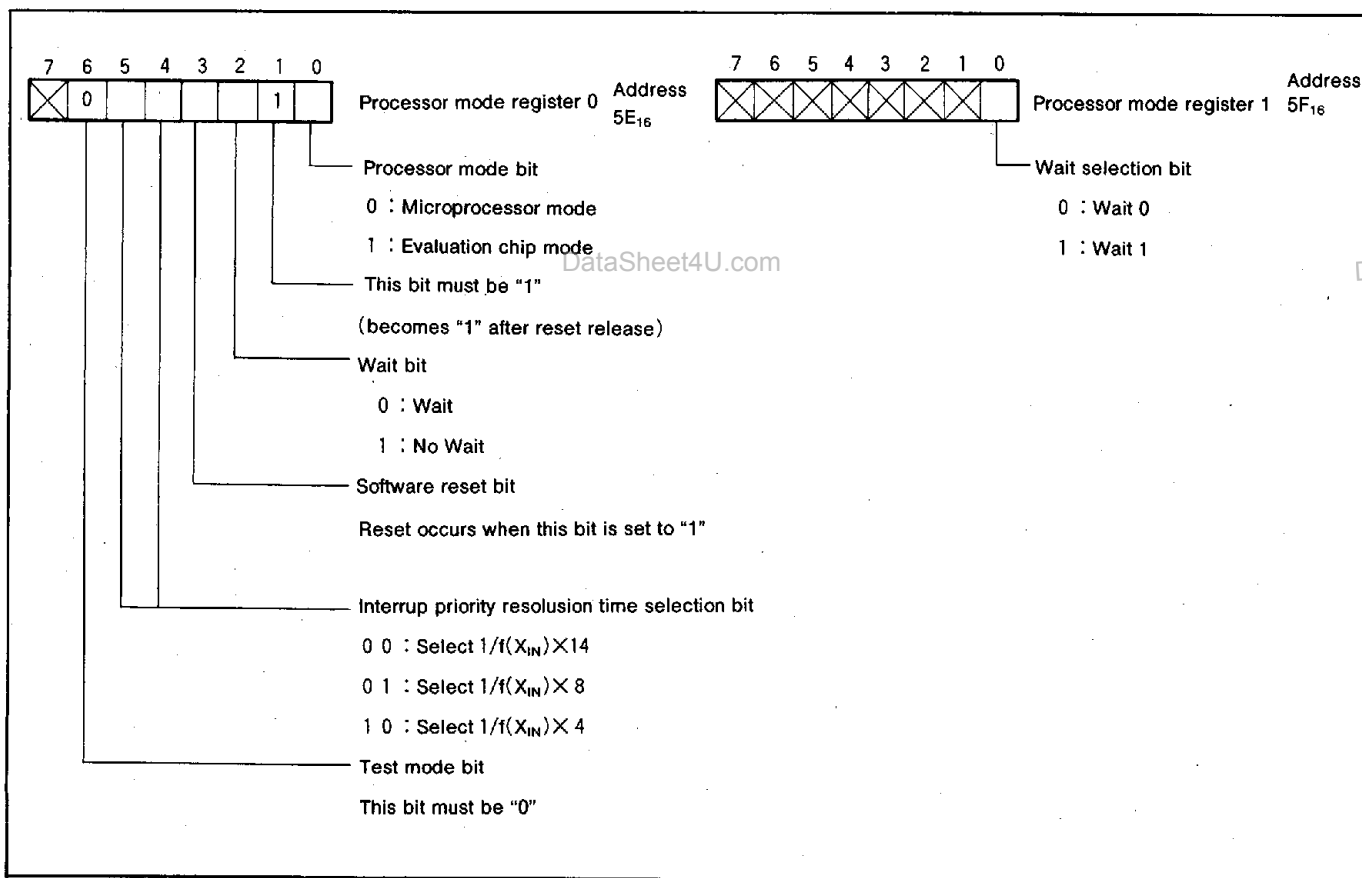 7 6 5 4 3 2 1 0
0 1
Processor mode register 0
Address
5E₁₆
Processor mode bit
0 : Microprocessor mode
1 : Evaluation chip mode
This bit must be "1"
(becomes "1" after reset release)
Wait bit
0 : Wait
1 : No Wait
Software reset bit
Reset occurs when this bit is set to "1"
Interrup priority resolusion time selection bit
0 0 : Select 1/f(X_IN)×14
0 1 : Select 1/f(X_IN)× 8
1 0 : Select 1/f(X_IN)× 4
Test mode bit
This bit must be "0"
7 6 5 4 3 2 1 0
Processor mode register 1
Address
5F₁₆
Wait selection bit
0 : Wait 0
1 : Wait 1
DataSheet4U.com